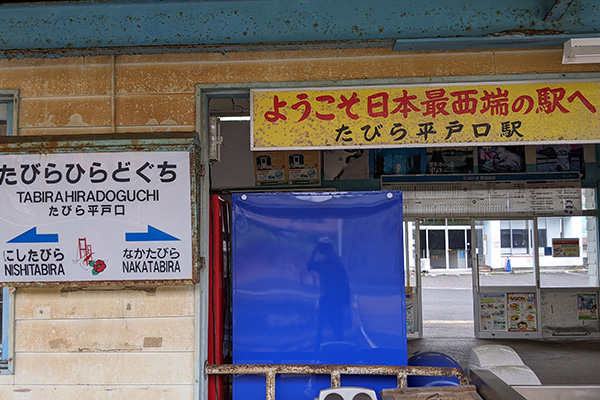 ようこそ日本最西端の駅へ
たびら平戸口駅
たびらひらどぐち
TABIRAHIRADOGUCHI
たびら平戸口
にしたびら
NISHITABIRA
なかたびら
NAKATABIRA